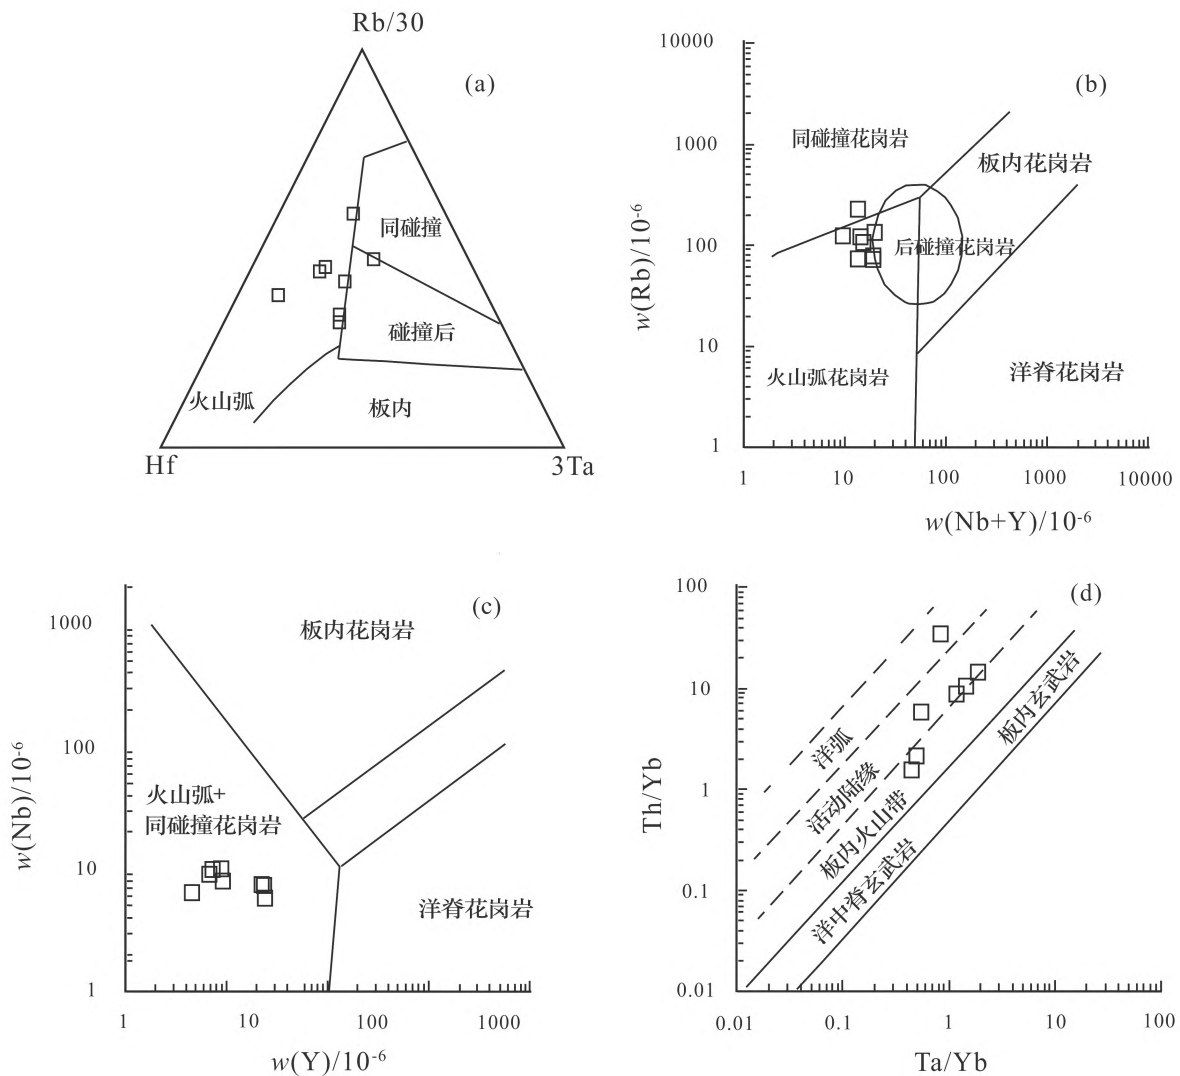 Rb/30
(a)
同碰撞
碰撞后
火山弧
板内
Hf
3Ta
10000
(b)
1000
同碰撞花岗岩
板内花岗岩
100
后碰撞花岗岩
w(Rb)/10-6
10
火山弧花岗岩
洋脊花岗岩
1
1
10
100
1000
10000
w(Nb+Y)/10-6
(c)
1000
板内花岗岩
100
w(Nb)/10-6
火山弧+
同碰撞花岗岩
10
洋脊花岗岩
1
1
10
100
1000
w(Y)/10-6
100
(d)
10
板内玄武岩
洋弧
1
Th/Yb
活动陆缘
板内火山带
0.1
洋中脊玄武岩
0.01
0.01
0.1
1
10
100
Ta/Yb